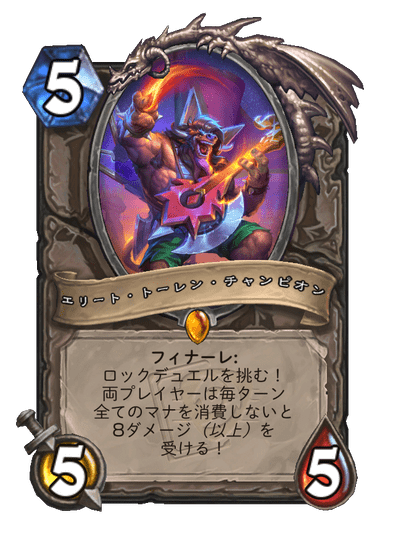 5
エリート・トーレン・チャンピオン
フィナーレ:
ロックデュエルを挑む！
両プレイヤーは毎ターン
全てのマナを消費しないと
8ダメージ（以上）を
受ける！
5
5